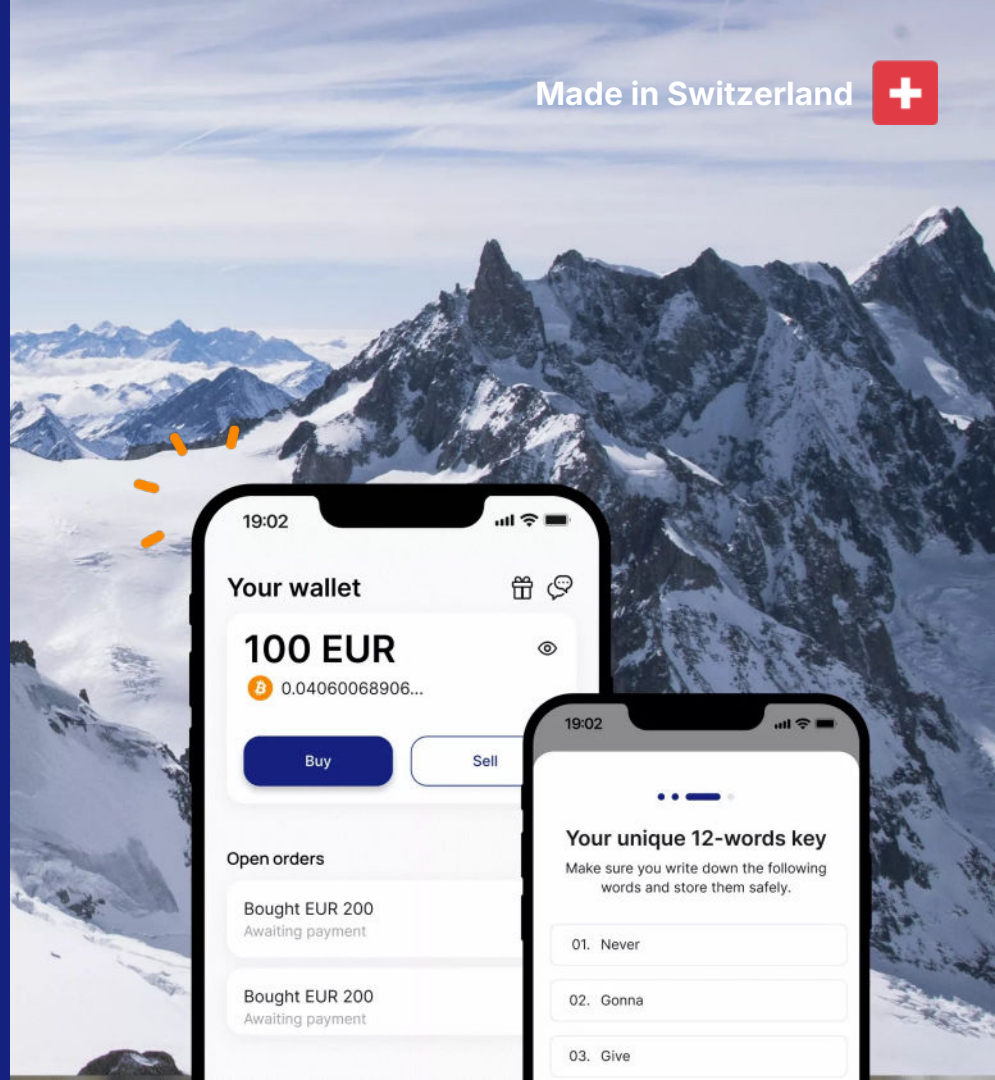 Made in Switzerland
19:02
Your wallet
100 EUR
0.04060068906...
Buy
Sell
Open orders
Bought EUR 200
Awaiting payment
Bought EUR 200
Awaiting payment
19:02
Your unique 12-words key
Make sure you write down the following
words and store them safely.
01. Never
02. Gonna
03. Give